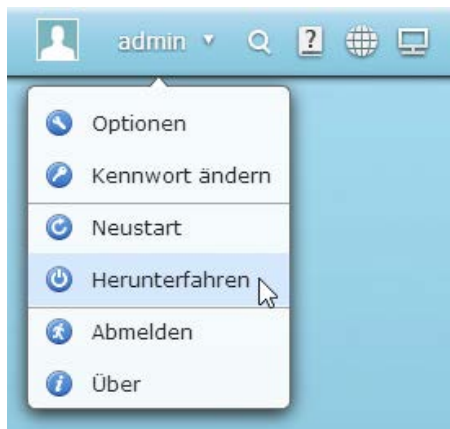 admin
?
Optionen
Kennwort ändern
Neustart
Herunterfahren
Abmelden
Über